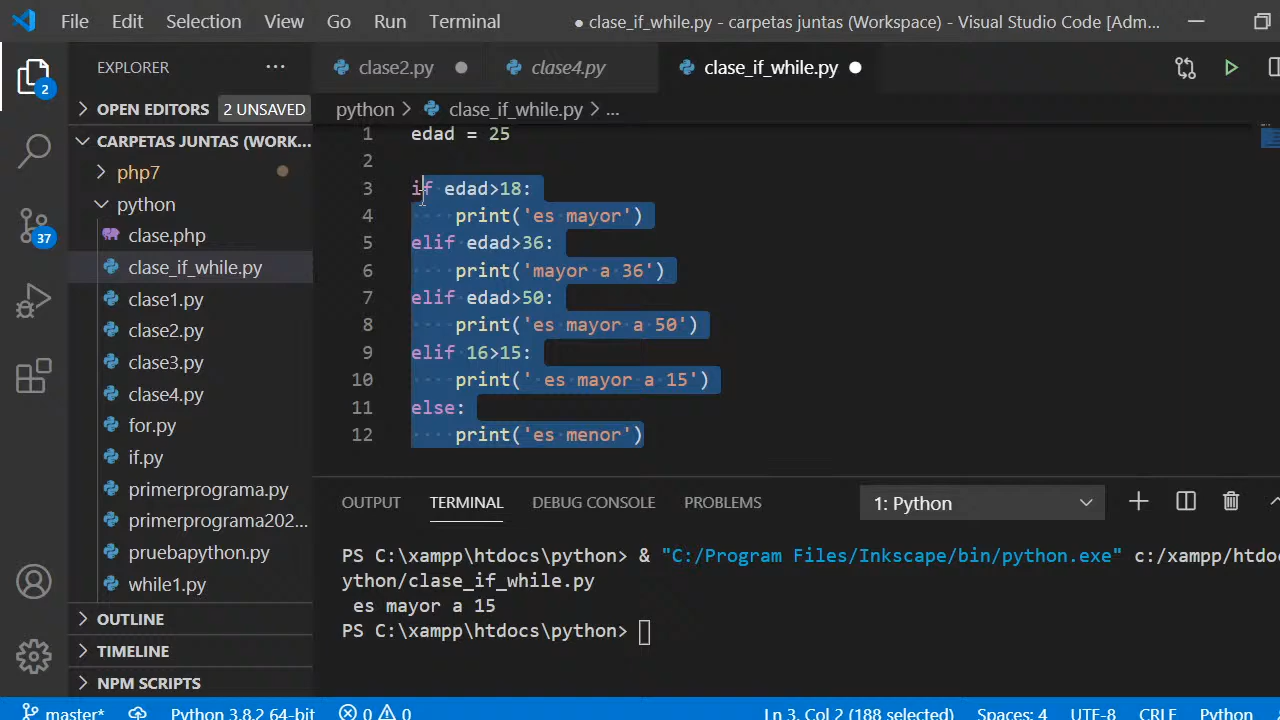 File Edit Selection View Go Run Terminal ● clase_if_while.py - carpetas juntas (Workspace) - Visual Studio Code [Adm...
EXPLORER ...
clase2.py clase4.py clase_if_while.py
OPEN EDITORS 2 UNSAVED
python > clase_if_while.py > ...
CARPETAS JUNTAS (WORK...
php7
python
clase.php
clase_if_while.py
clase1.py
clase2.py
clase3.py
clase4.py
for.py
if.py
primerprograma.py
primerprograma202...
pruebapython.py
while1.py
OUTLINE
TIMELINE
NPM SCRIPTS
2
37
1 edad = 25
2
3 if edad>18:
4 print('es mayor')
5 elif edad>36:
6 print('mayor a 36')
7 elif edad>50:
8 print('es mayor a 50')
9 elif 16>15:
10 print(' es mayor a 15')
11 else:
12 print('es menor')
OUTPUT TERMINAL DEBUG CONSOLE PROBLEMS 1: Python
PS C:\xampp\htdocs\python> & "C:/Program Files/Inkscape/bin/python.exe" c:/xampp/htdo
ython/clase_if_while.py
es mayor a 15
PS C:\xampp\htdocs\python>
master* Python 3.8.2 64-bit 0 0 Ln 3, Col 2 (188 selected) Spaces: 4 UTF-8 CRLF Python